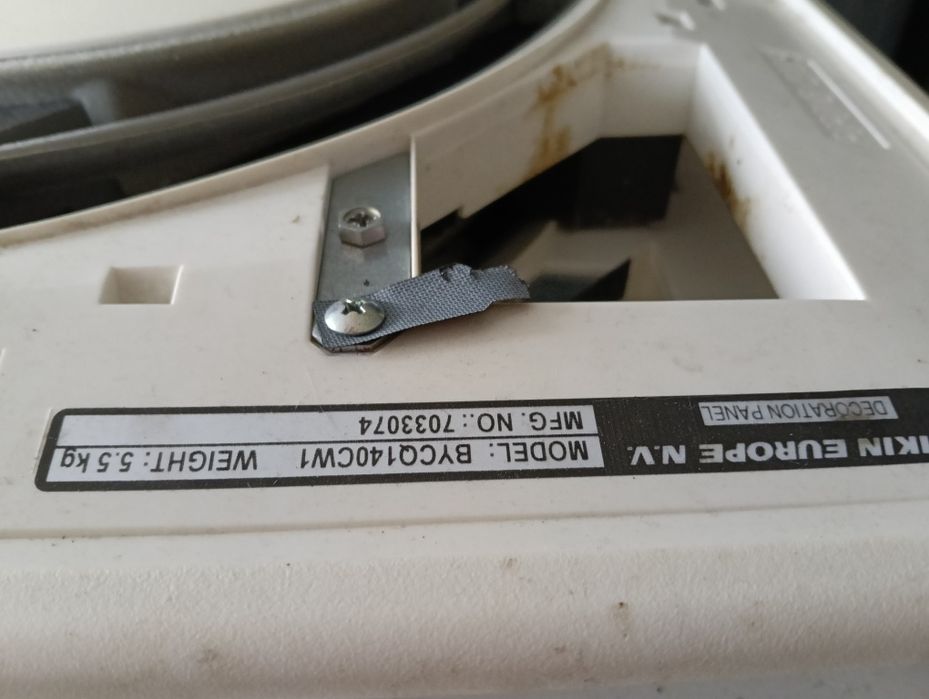 IKIN EUROPE N.V.
DECORATION PANEL
MODEL: BYCQ140CW1 WEIGHT: 5.5 kg
MFG. NO.: 7033074